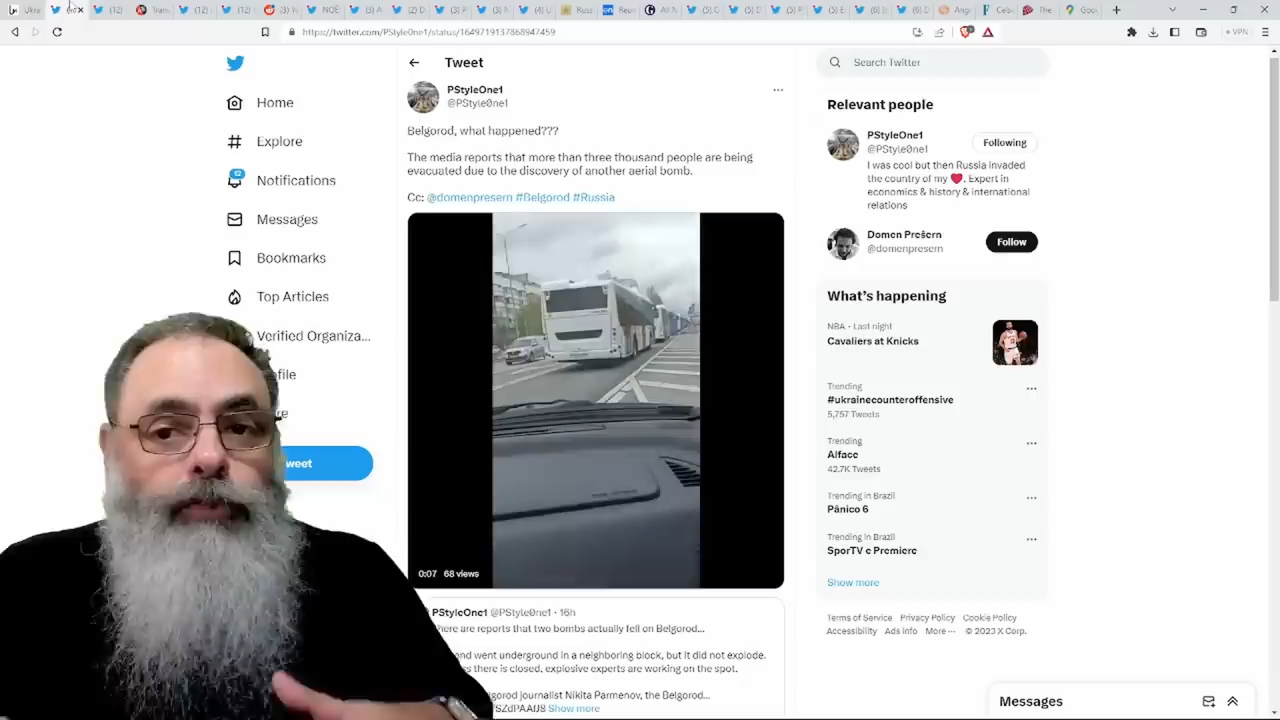 https://twitter.com/PStyle0ne1/status/1649719137868947459
VPN
Home
Explore
12
Notifications
Messages
Bookmarks
Top Articles
Verified Organiza...
Tweet
PStyleOne1
@PStyle0ne1
Belgorod, what happened???
The media reports that more than three thousand people are being
evacuated due to the discovery of another aerial bomb.
Cc: @domenpresern #Belgorod #Russia
0:07 68 views
PStyleOne1 @PStyle0ne1 · 16h
here are reports that two bombs actually fell on Belgorod...
ond went underground in a neighboring block, but it did not explode.
es there is closed, explosive experts are working on the spot.
gorod journalist Nikita Parmenov, the Belgorod...
Show more
Search Twitter
Relevant people
PStyleOne1
@PStyle0ne1
Following
I was cool but then Russia invaded
the country of my ❤️. Expert in
economics & history & international
relations
Domen Prešern
@domenpresern
Follow
What's happening
NBA · Last night
Cavaliers at Knicks
Trending
#ukrainecounteroffensive
5,757 Tweets
Trending
Alface
42.7K Tweets
Trending in Brazil
Pânico 6
Trending in Brazil
SporTV e Premiere
Show more
Terms of Service Privacy Policy Cookie Policy
Accessibility Ads info More ··· © 2023 X Corp.
Messages